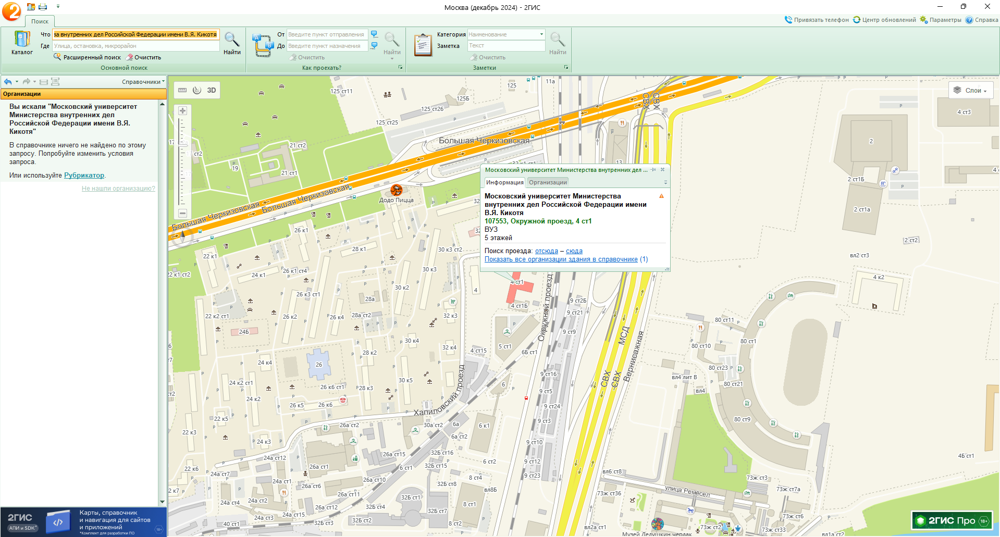 Москва (декабрь 2024) - 2ГИС
Поиск
Привязать телефон
Центр обновлений
Параметры
Справка
Каталог
Что
за внутренних дел Российской Федерации имени В.Я. Кикотя
Где
Улица, остановка, микрорайон
Расширенный поиск
Очистить
Найти
Основной поиск
От
Введите пункт отправления
До
Введите пункт назначения
Очистить
Найти
Как проехать?
Категория
Наименование
Заметка
Текст
Очистить
Найти
Заметки
Справочники
Организации
Вы искали "Московский университет
Министерства внутренних дел
Российской Федерации имени В.Я.
Кикотя"
В справочнике ничего не найдено по этому
запросу. Попробуйте изменить условия
запроса.
Или используйте Рубрикатор.
Не нашли организацию?
2ГИС
АПИ и SDK*
Карты, справочник
и навигация для сайтов
и приложений
*Комплект для разработки ПО
18+
3D
Слои
Московский университет Министерства внутренних дел ...
Информация
Организации
Московский университет Министерства
внутренних дел Российской Федерации имени
В.Я. Кикотя
107553, Окружной проезд, 4 ст1
ВУЗ
5 этажей
Поиск проезда: отсюда – сюда
Показать все организации здания в справочнике (1)
125 ст11
125
11а
125Б
125 ст26
125 ст25
Большая Черкизовская
СВХ
СВХ
4 ст3
2
21 ст2
19
21 ст1
13
2 ст1Б
2 ст1а
2 ст2
Додо Пицца
Большая Черкизовская
Большая Черкизовская
26 к1
28 к1
30 к3 ст2
22 к1
22 к1 ст2
24 к1
26 к1 ст4
30 к3
30 к2
4
4 ст1
вл2 ст3
4 к2
26 к3 ст1
28а
4 ст1Б
9 ст2Б
9 ст21
22 к2 ст1
26 к2
26 к4
28а ст2
32 к3
Окружной проезд
9 ст9
80 ст11
80 ст1
80 ст10
24Б
30 к4
32 к4
5 ст1
4 ст15
6Б ст1
28 к2
24 к4
26
МСД
Вернисажная
СВХ
СВХ
80 ст23
80 ст21
вл4 лит В
вл4
24 к2 ст1
26 к6 ст1
28 к3
30 к5
9 ст16
9 ст5
6
24 к2
26 к5
26 к6
Хапиловский проезд
9 ст24
9 ст3
80 ст9
22 к5
22 к3
24 к3
26а ст2
30а ст2
6а
6а ст2
6 к1
9 ст10
24а ст12
26а ст15
32Б ст16
32Б ст15
6 ст2
9 ст12
9 ст23
4Б ст1
22 к6
24а ст7
26а ст1
6 ст1
24а ст1
26а ст6
26а ст10
32Б ст8
8 ст4
вл8Б
вл6 ст8
73ж ст3
73ж ст7а
улица Ремесел
73ж ст36
24а ст4
24а ст2
26а ст11
26а ст12
32Б ст1
32Б ст4
32Б ст7
8 ст1
24а ст3
24а ст15
40 ст1
32Б ст2
8 ст2
вл2а ст1
Музей Дедушкин чердак
73ж ст2
73ж ст33
вл1а ст2
2ГИС Про
18+